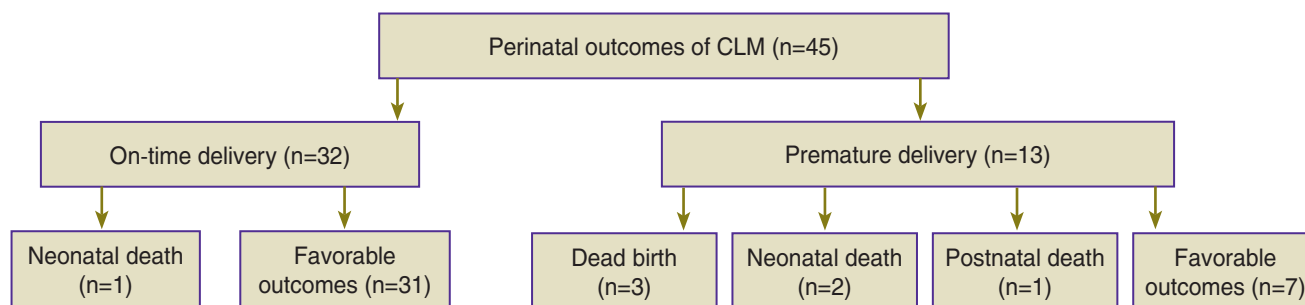 Perinatal outcomes of CLM (n=45)
On-time delivery (n=32)
Premature delivery (n=13)
Neonatal death
(n=1)
Favorable
outcomes (n=31)
Dead birth
(n=3)
Neonatal death
(n=2)
Postnatal death
(n=1)
Favorable
outcomes (n=7)